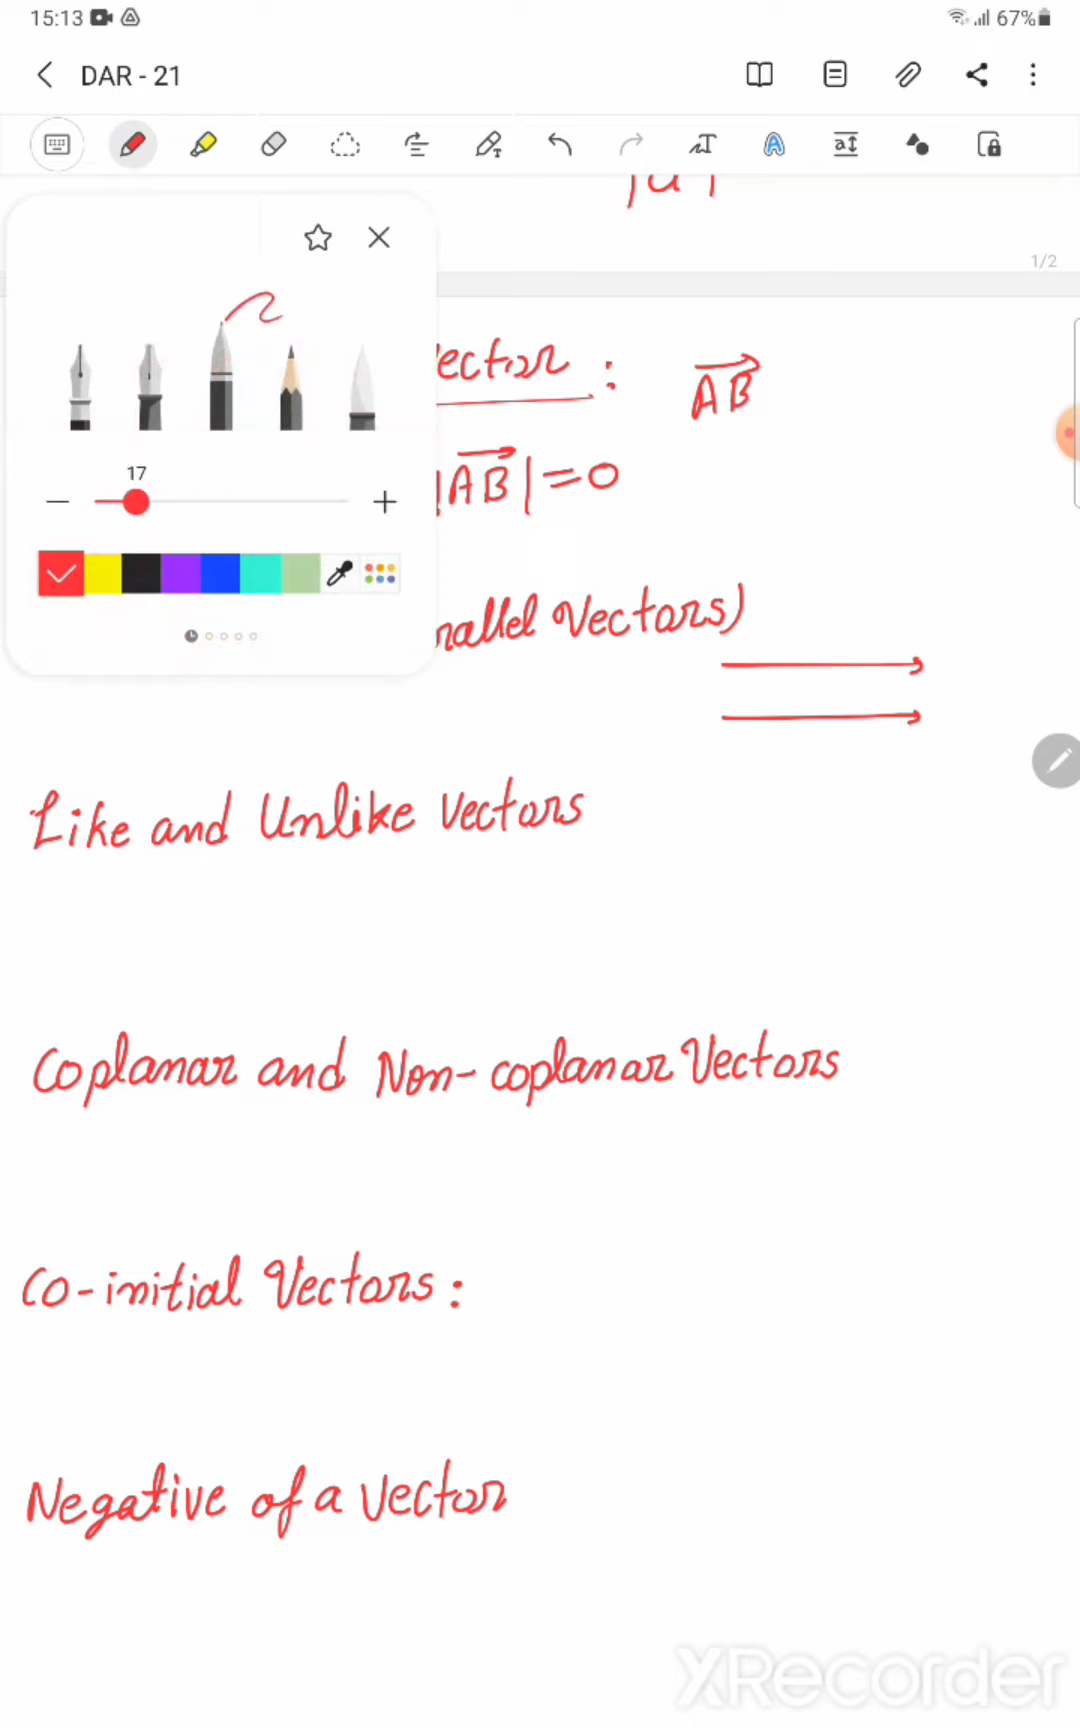 15:13 67%
DAR - 21
1/2
ector : AB
|AB| = 0
17
rallel Vectors)
Like and Unlike Vectors
Coplanar and Non-coplanar Vectors
Co-initial Vectors :
Negative of a Vector
XRecorder